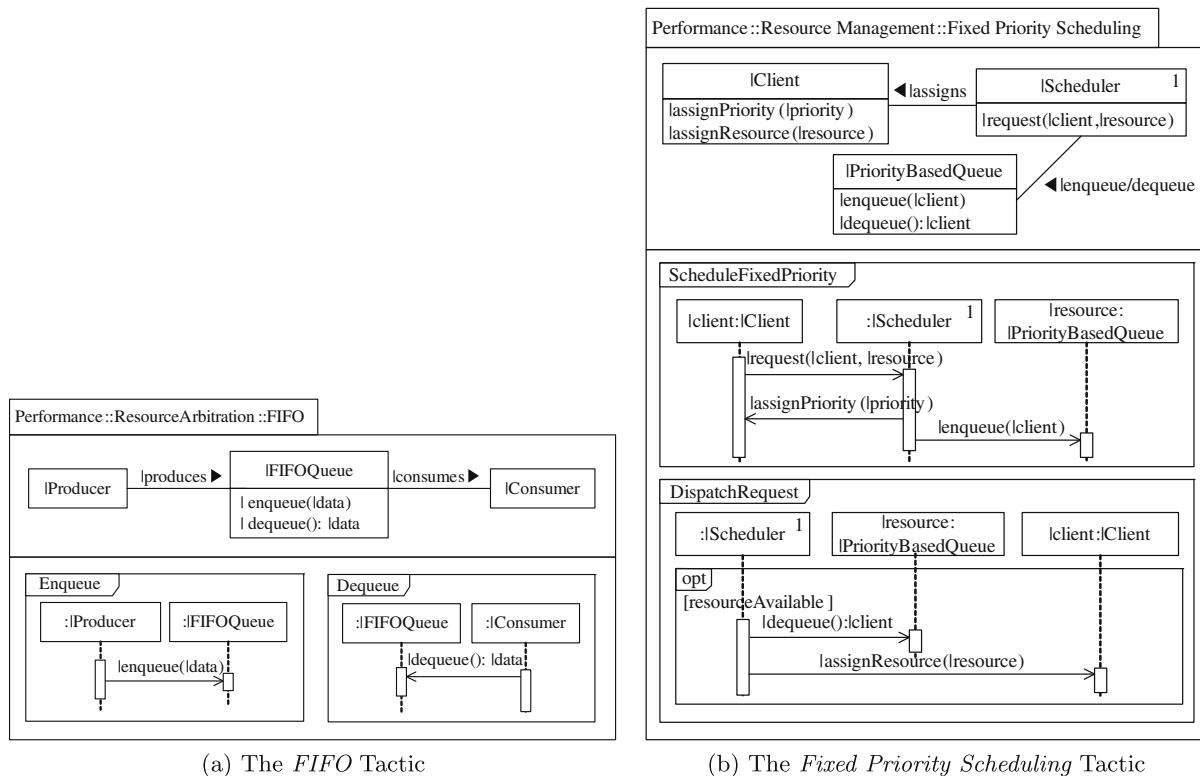 Performance::ResourceArbitration::FIFO
|Producer
|produces ▶
|FIFOQueue
| enqueue(|data)
| dequeue(): |data
|consumes ▶
|Consumer
Enqueue
:|Producer
:|FIFOQueue
|enqueue(|data)
Dequeue
:|FIFOQueue
:|Consumer
|dequeue(): |data
(a) The FIFO Tactic
Performance::Resource Management::Fixed Priority Scheduling
|Client
|assignPriority(|priority)
|assignResource(|resource)
◀ |assigns
|Scheduler 1
|request(|client,|resource)
|PriorityBasedQueue
|enqueue(|client)
|dequeue():|client
◀ |enqueue/dequeue
ScheduleFixedPriority
|client:|Client
:|Scheduler 1
|resource:
|PriorityBasedQueue
|request(|client, |resource)
|assignPriority(|priority)
|enqueue(|client)
DispatchRequest
:|Scheduler 1
|resource:
|PriorityBasedQueue
|client:|Client
opt
[resourceAvailable]
|dequeue():|client
|assignResource(|resource)
(b) The Fixed Priority Scheduling Tactic